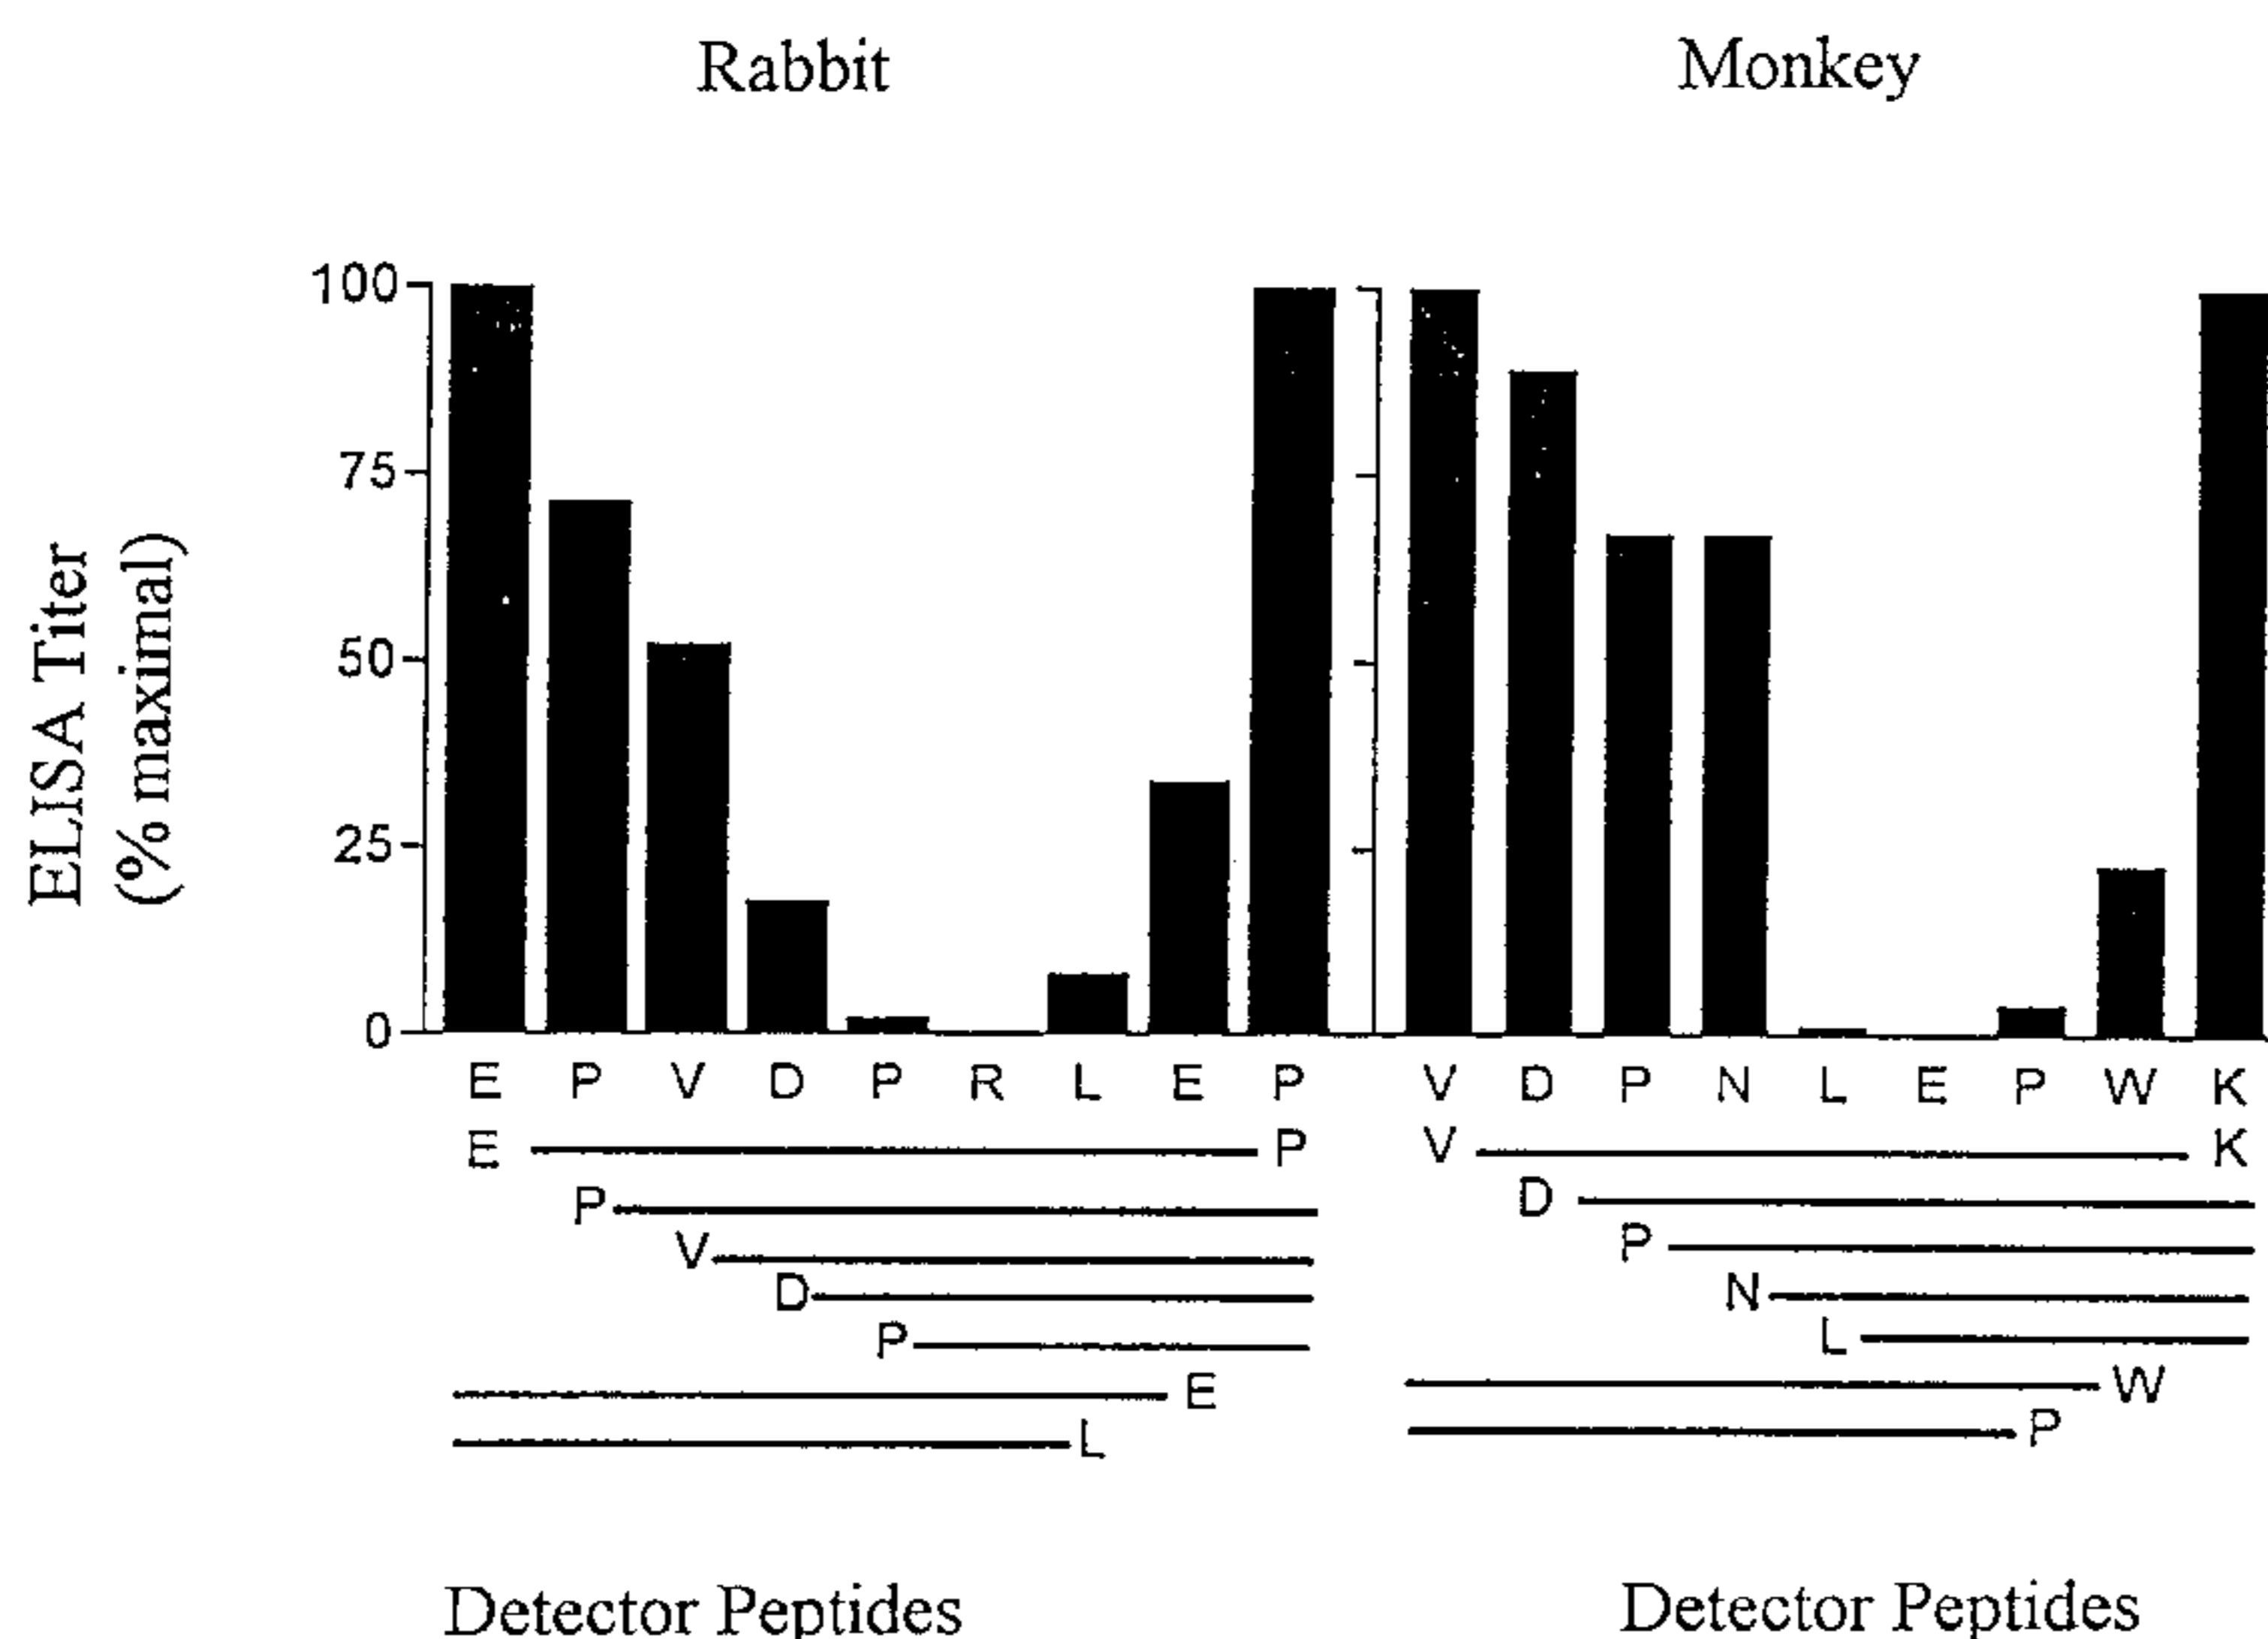 Rabbit Monkey
ELISA Titer
(% maximal)
100
75
50
25
0
E P V D P R L E P V D P N L E P W K
E P V K
P D
V P
D N
P L
E W
L P
Detector Peptides Detector Peptides